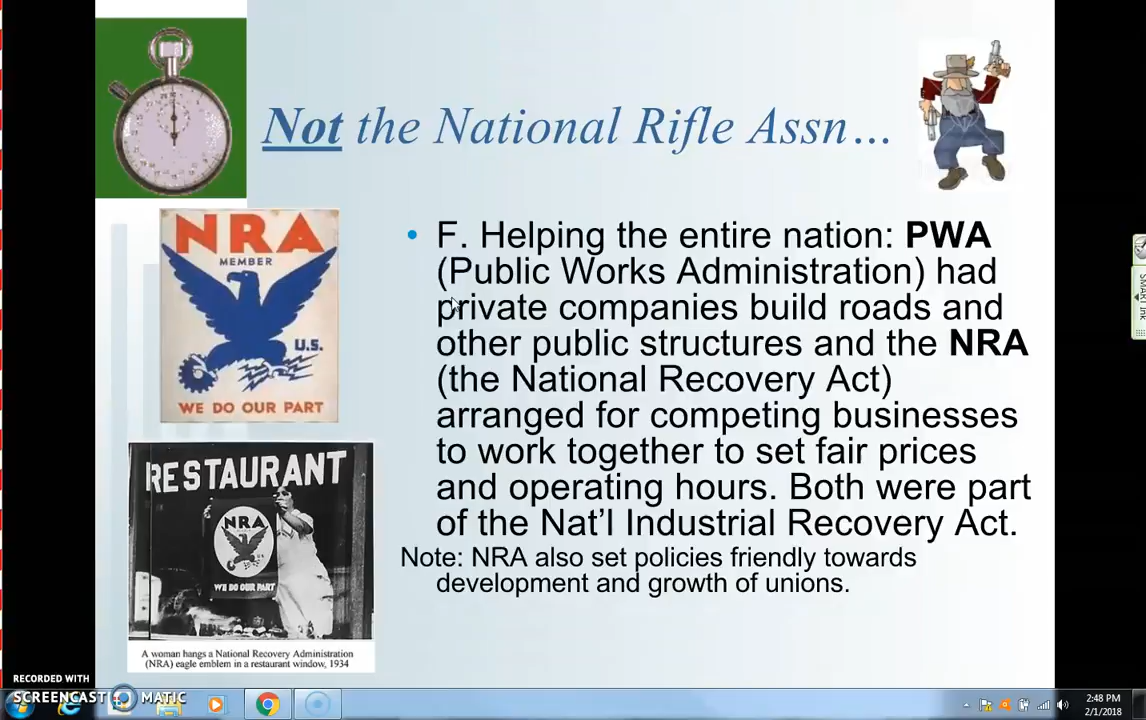 Not the National Rifle Assn…
NRA
MEMBER
U.S.
WE DO OUR PART
RESTAURANT
NRA
WE DO OUR PART
A woman hangs a National Recovery Administration
(NRA) eagle emblem in a restaurant window, 1934
• F. Helping the entire nation: PWA
(Public Works Administration) had
private companies build roads and
other public structures and the NRA
(the National Recovery Act)
arranged for competing businesses
to work together to set fair prices
and operating hours. Both were part
of the Nat’l Industrial Recovery Act.
Note: NRA also set policies friendly towards
development and growth of unions.
SMART Ink
RECORDED WITH
SCREENCAST MATIC
2:48 PM
2/1/2018